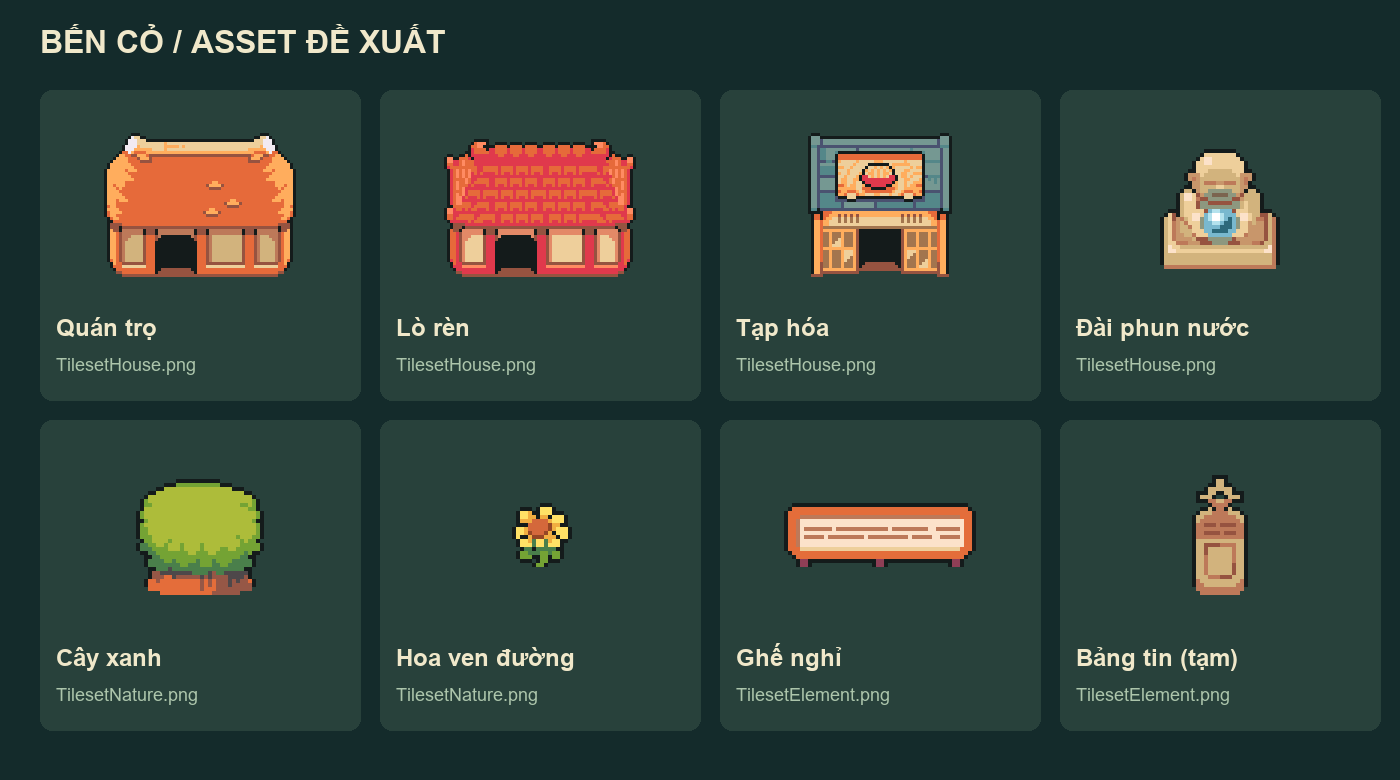 BẾN CỎ / ASSET ĐỀ XUẤT
Quán trọ
TilesetHouse.png
Lò rèn
TilesetHouse.png
Tạp hóa
TilesetHouse.png
Đài phun nước
TilesetHouse.png
Cây xanh
TilesetNature.png
Hoa ven đường
TilesetNature.png
Ghế nghỉ
TilesetElement.png
Bảng tin (tạm)
TilesetElement.png